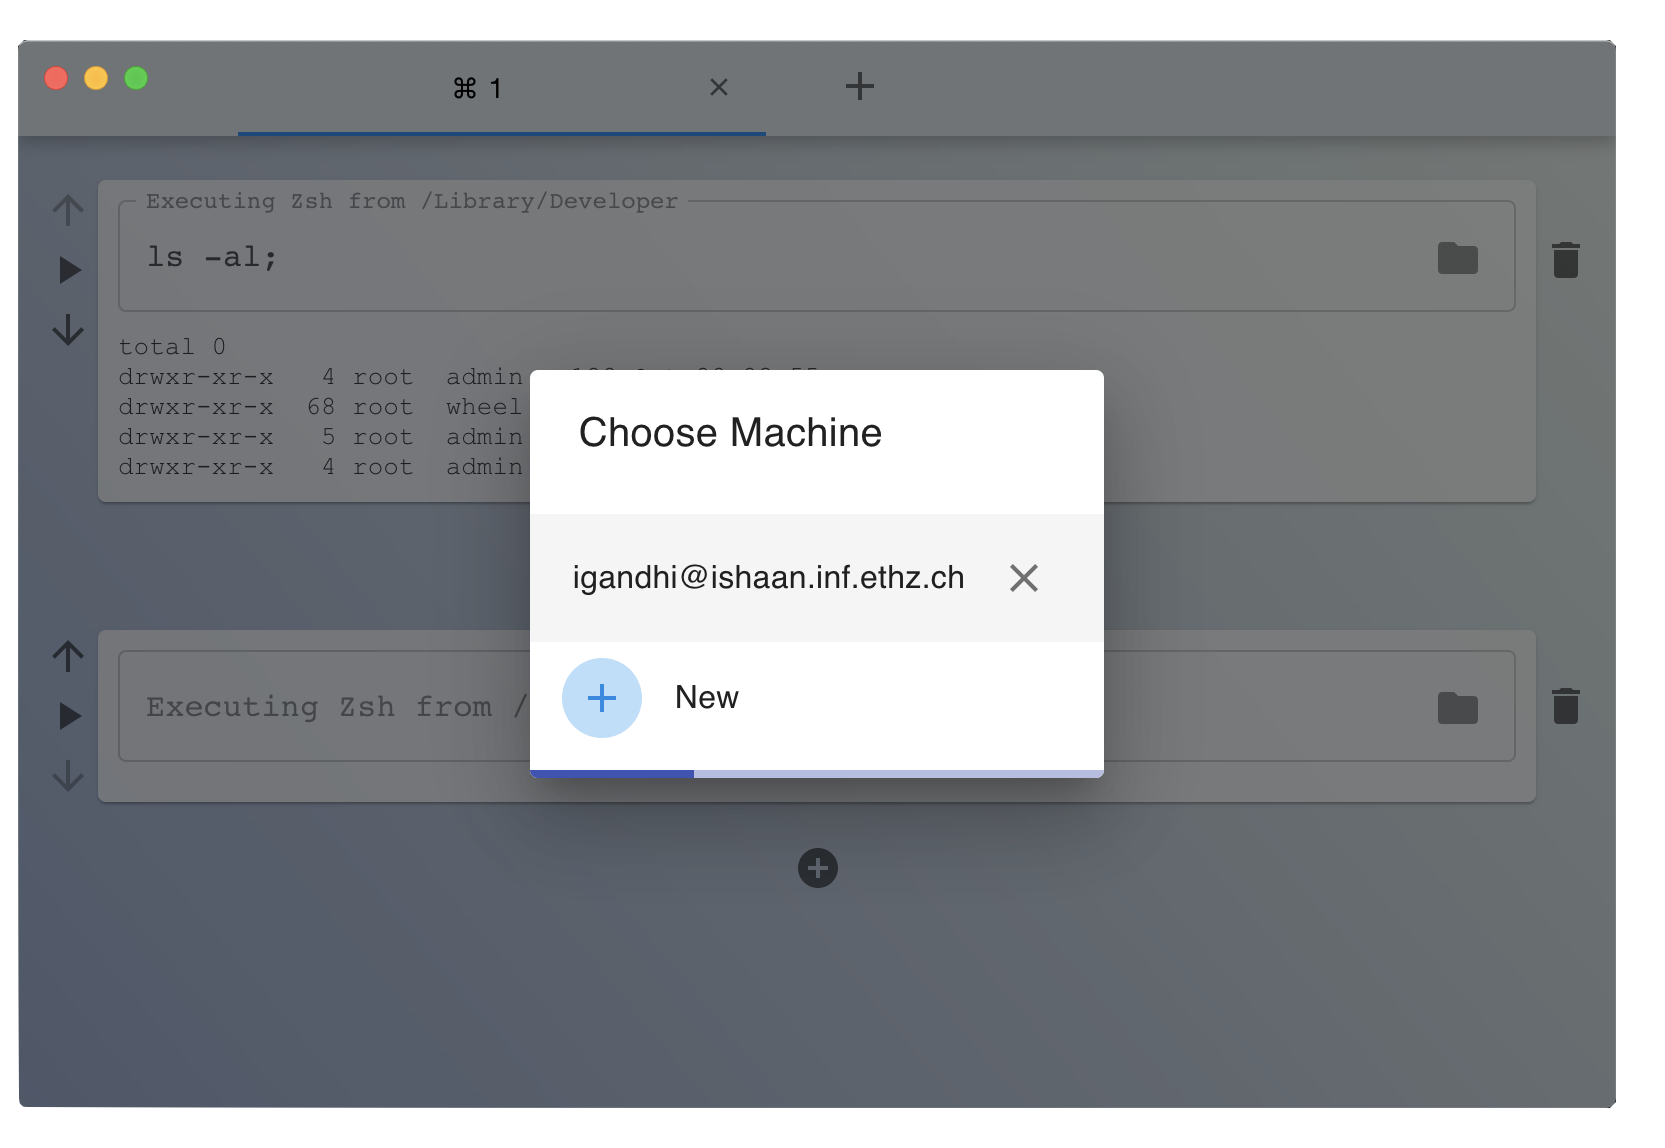 ⌘ 1
Executing Zsh from /Library/Developer
ls -al;
total 0
drwxr-xr-x 4 root admin
drwxr-xr-x 68 root wheel
drwxr-xr-x 5 root admin
drwxr-xr-x 4 root admin
Choose Machine
igandhi@ishaan.inf.ethz.ch
New
Executing Zsh from /